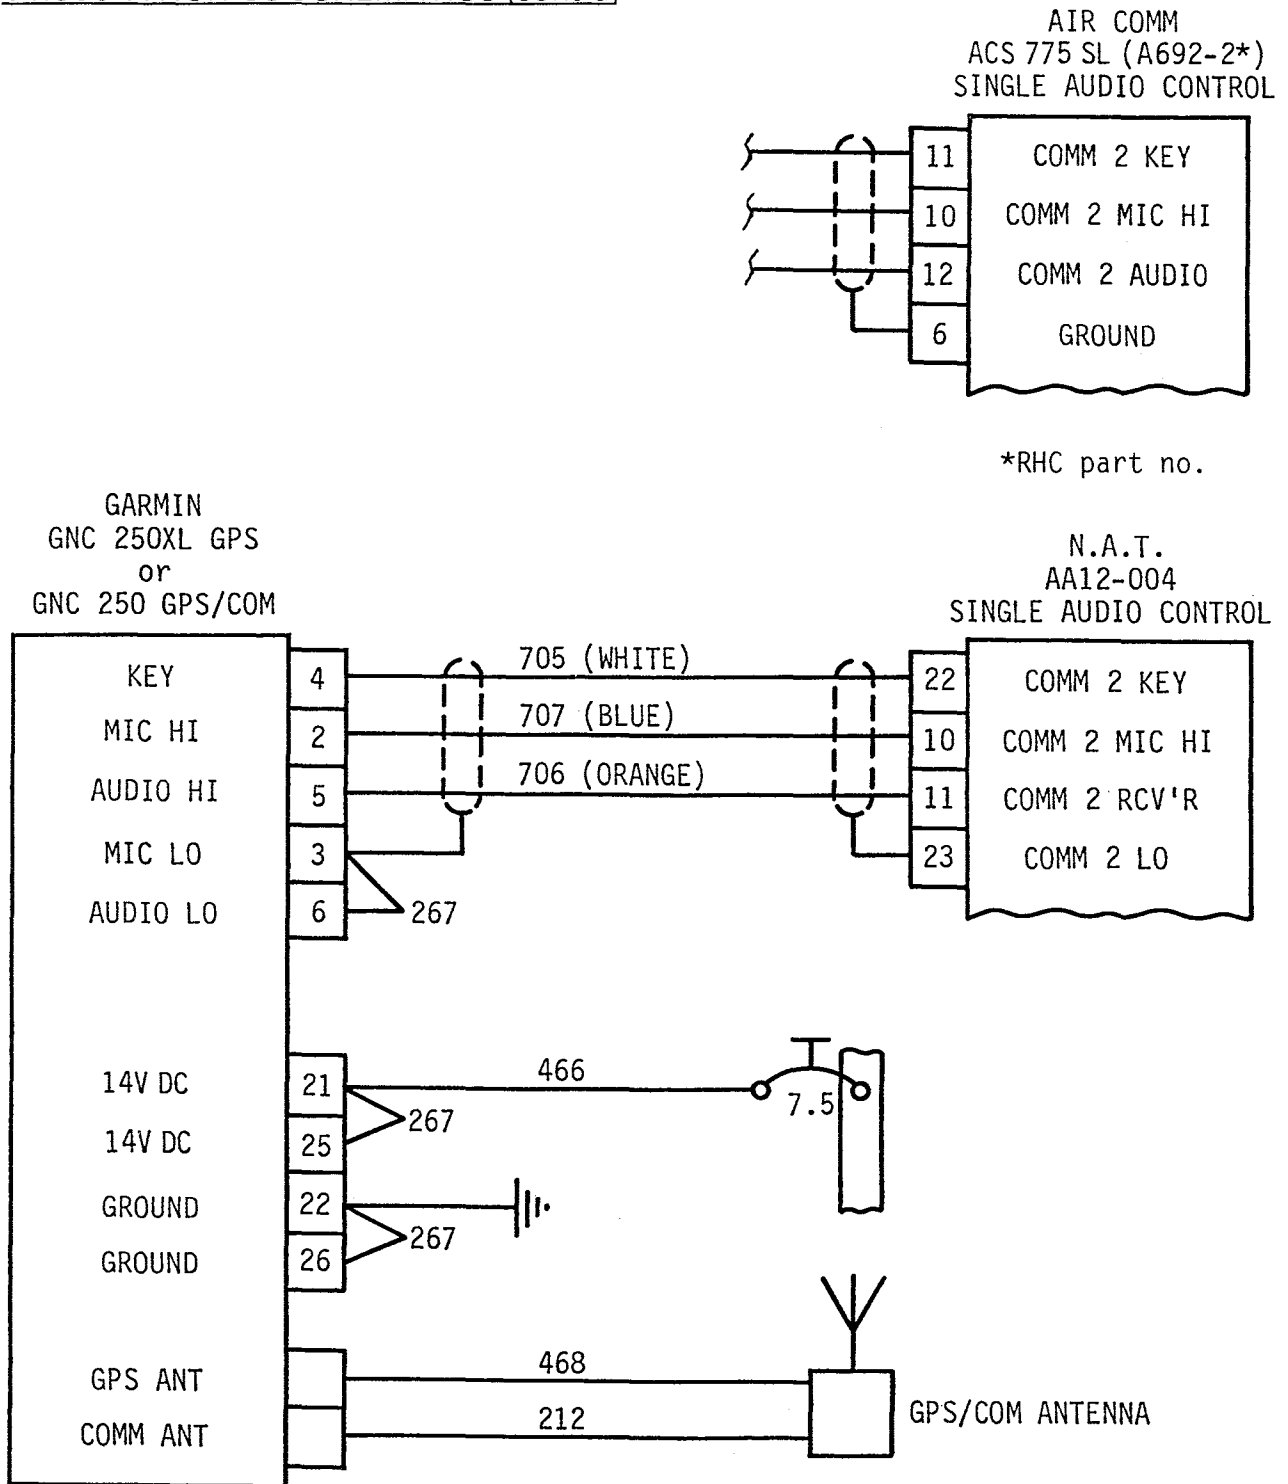 AIR COMM
ACS 775 SL (A692-2*)
SINGLE AUDIO CONTROL
11 COMM 2 KEY
10 COMM 2 MIC HI
12 COMM 2 AUDIO
6 GROUND
*RHC part no.
GARMIN
GNC 250XL GPS
or
GNC 250 GPS/COM
N.A.T.
AA12-004
SINGLE AUDIO CONTROL
KEY 4 705 (WHITE) 22 COMM 2 KEY
MIC HI 2 707 (BLUE) 10 COMM 2 MIC HI
AUDIO HI 5 706 (ORANGE) 11 COMM 2 RCV'R
MIC LO 3 23 COMM 2 LO
AUDIO LO 6 267
14V DC 21 466 7.5
267
14V DC 25
GROUND 22
267
GROUND 26
GPS ANT 468
COMM ANT 212
GPS/COM ANTENNA